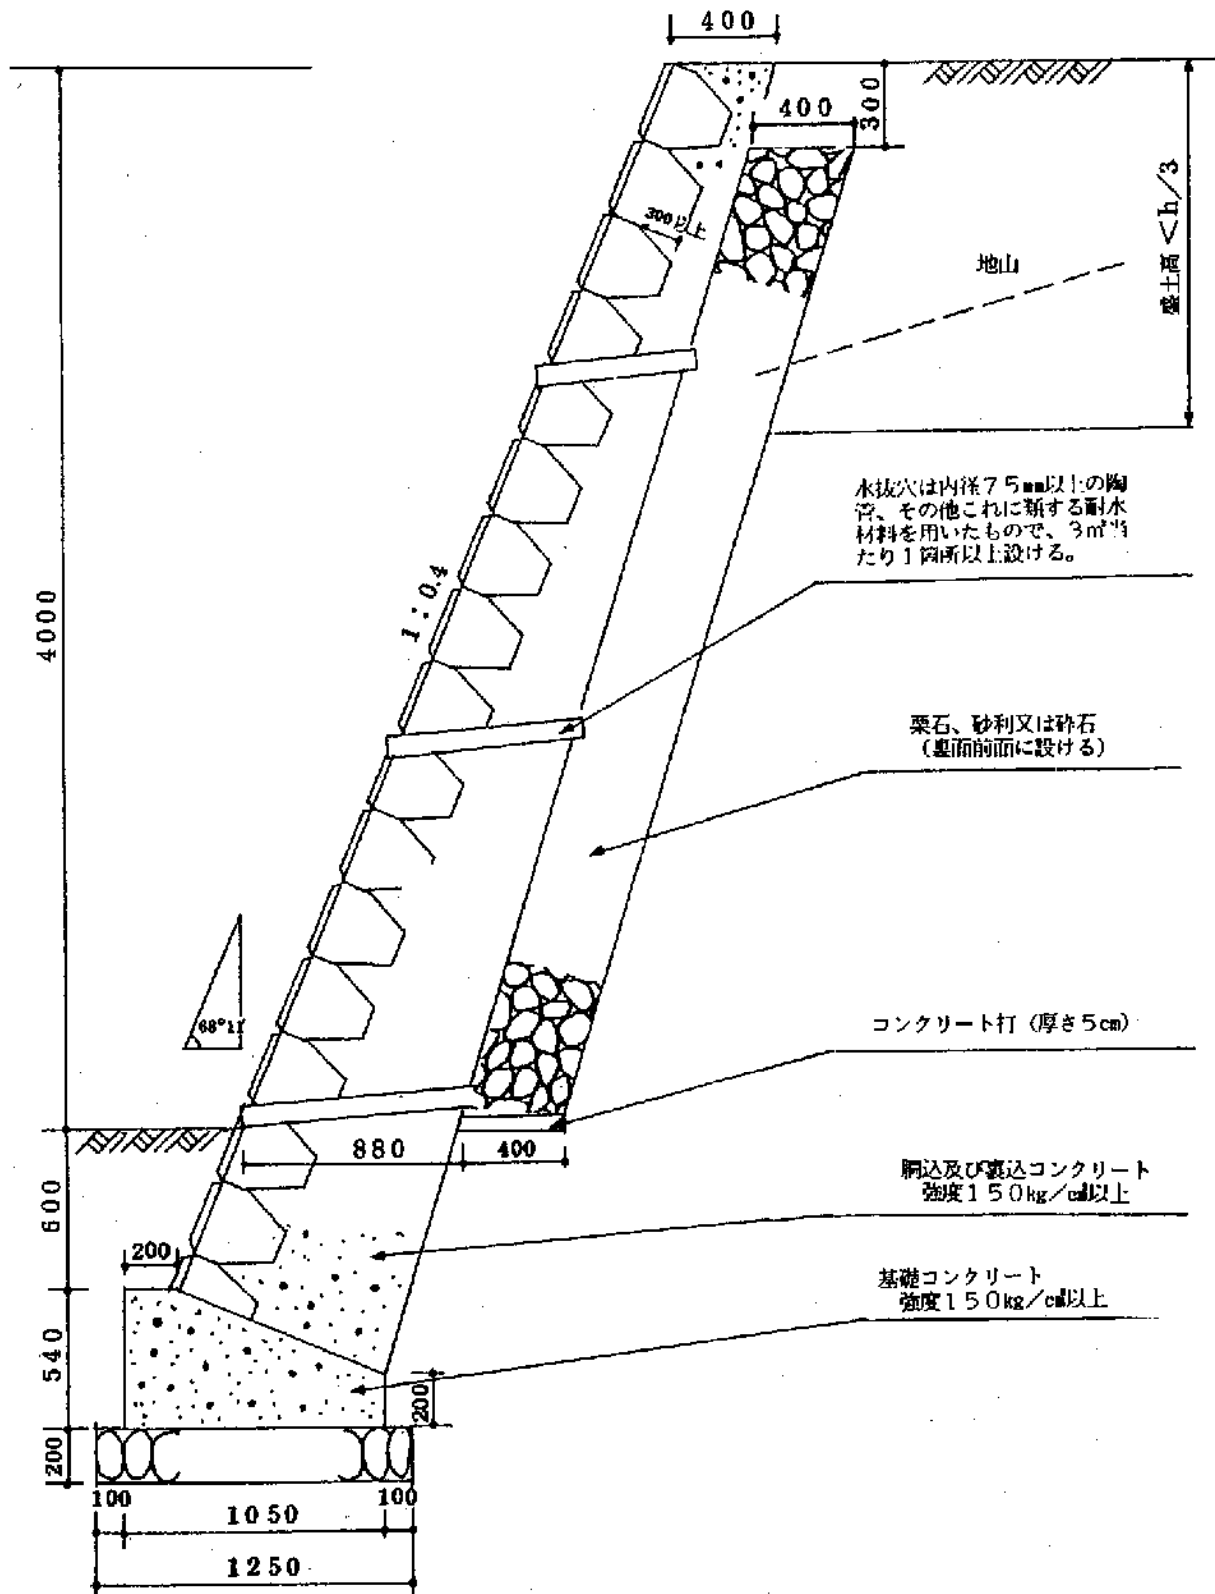 400
400
300
盛土高<h/3
300以上
地山
水抜穴は内径75mm以上の陶
管、その他これに類する耐水
材料を用いたもので、3㎡当
たり1箇所以上設ける。
4000
1:0.4
栗石、砂利又は砕石
(裏面前面に設ける)
68°11′
コンクリート打(厚さ5cm)
880
400
胴込及び裏込コンクリート
強度150kg/c㎡以上
600
200
基礎コンクリート
強度150kg/c㎡以上
540
200
200
100
100
1050
1250